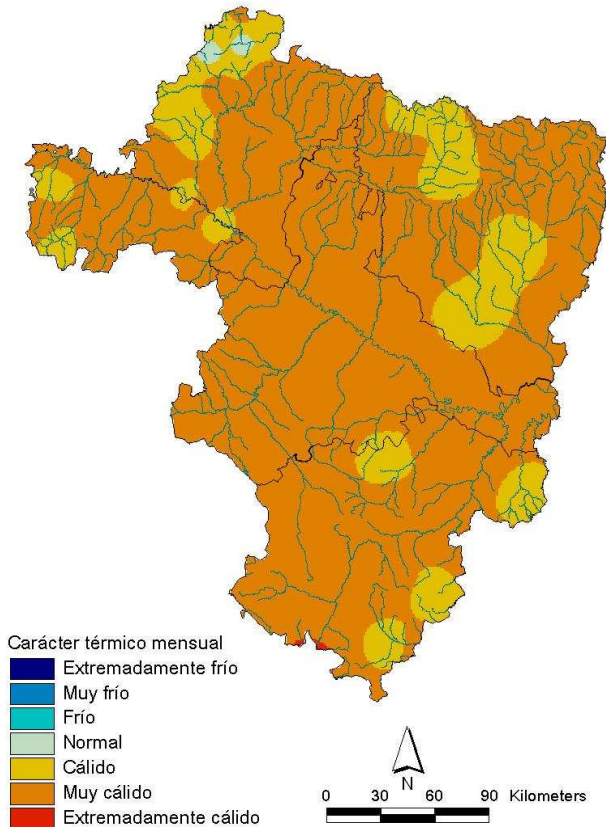 Carácter térmico mensual
Extremadamente frío
Muy frío
Frío
Normal
Cálido
Muy cálido
Extremadamente cálido
N
0 30 60 90 Kilometers